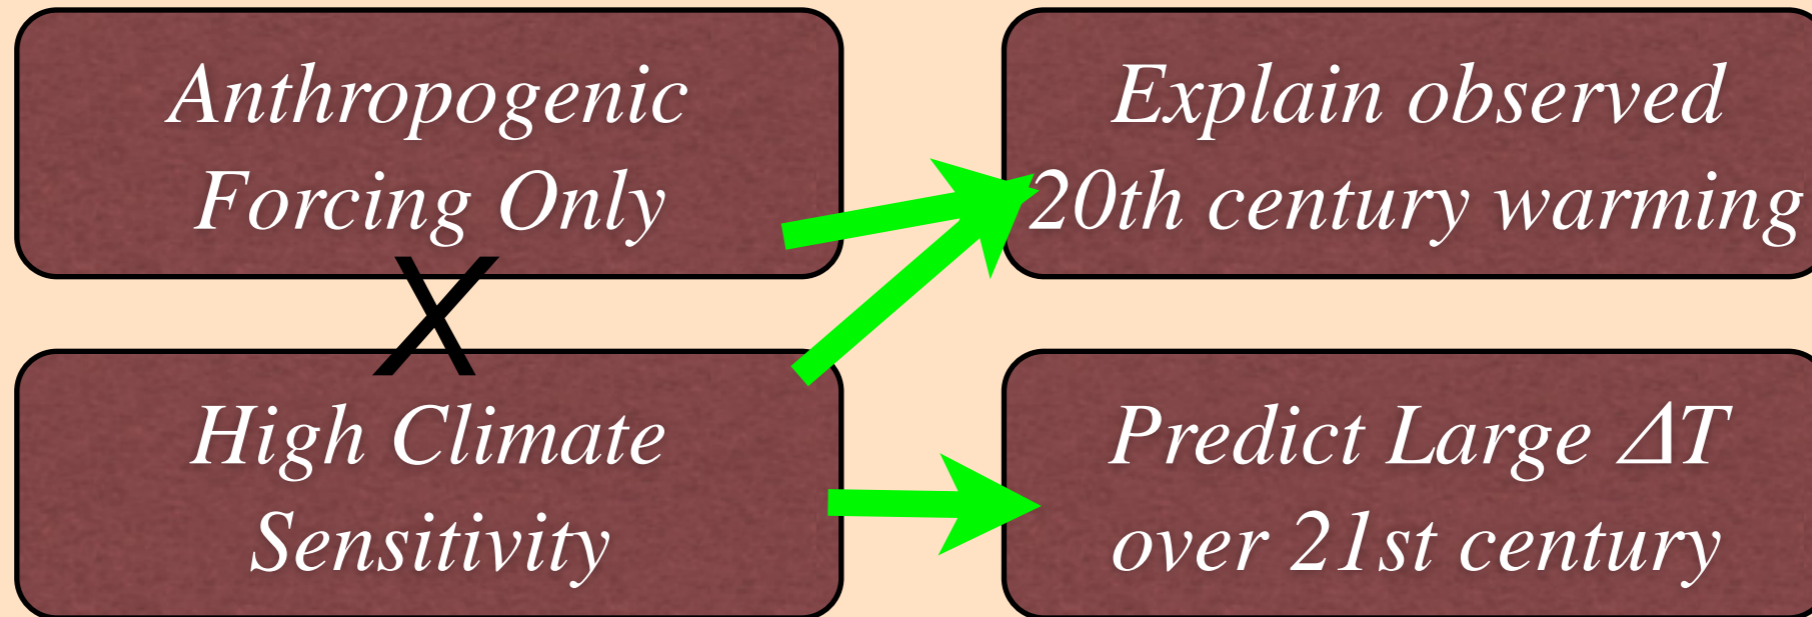 Anthropogenic
Forcing Only
X
High Climate
Sensitivity
Explain observed
20th century warming
Predict Large ΔT
over 21st century